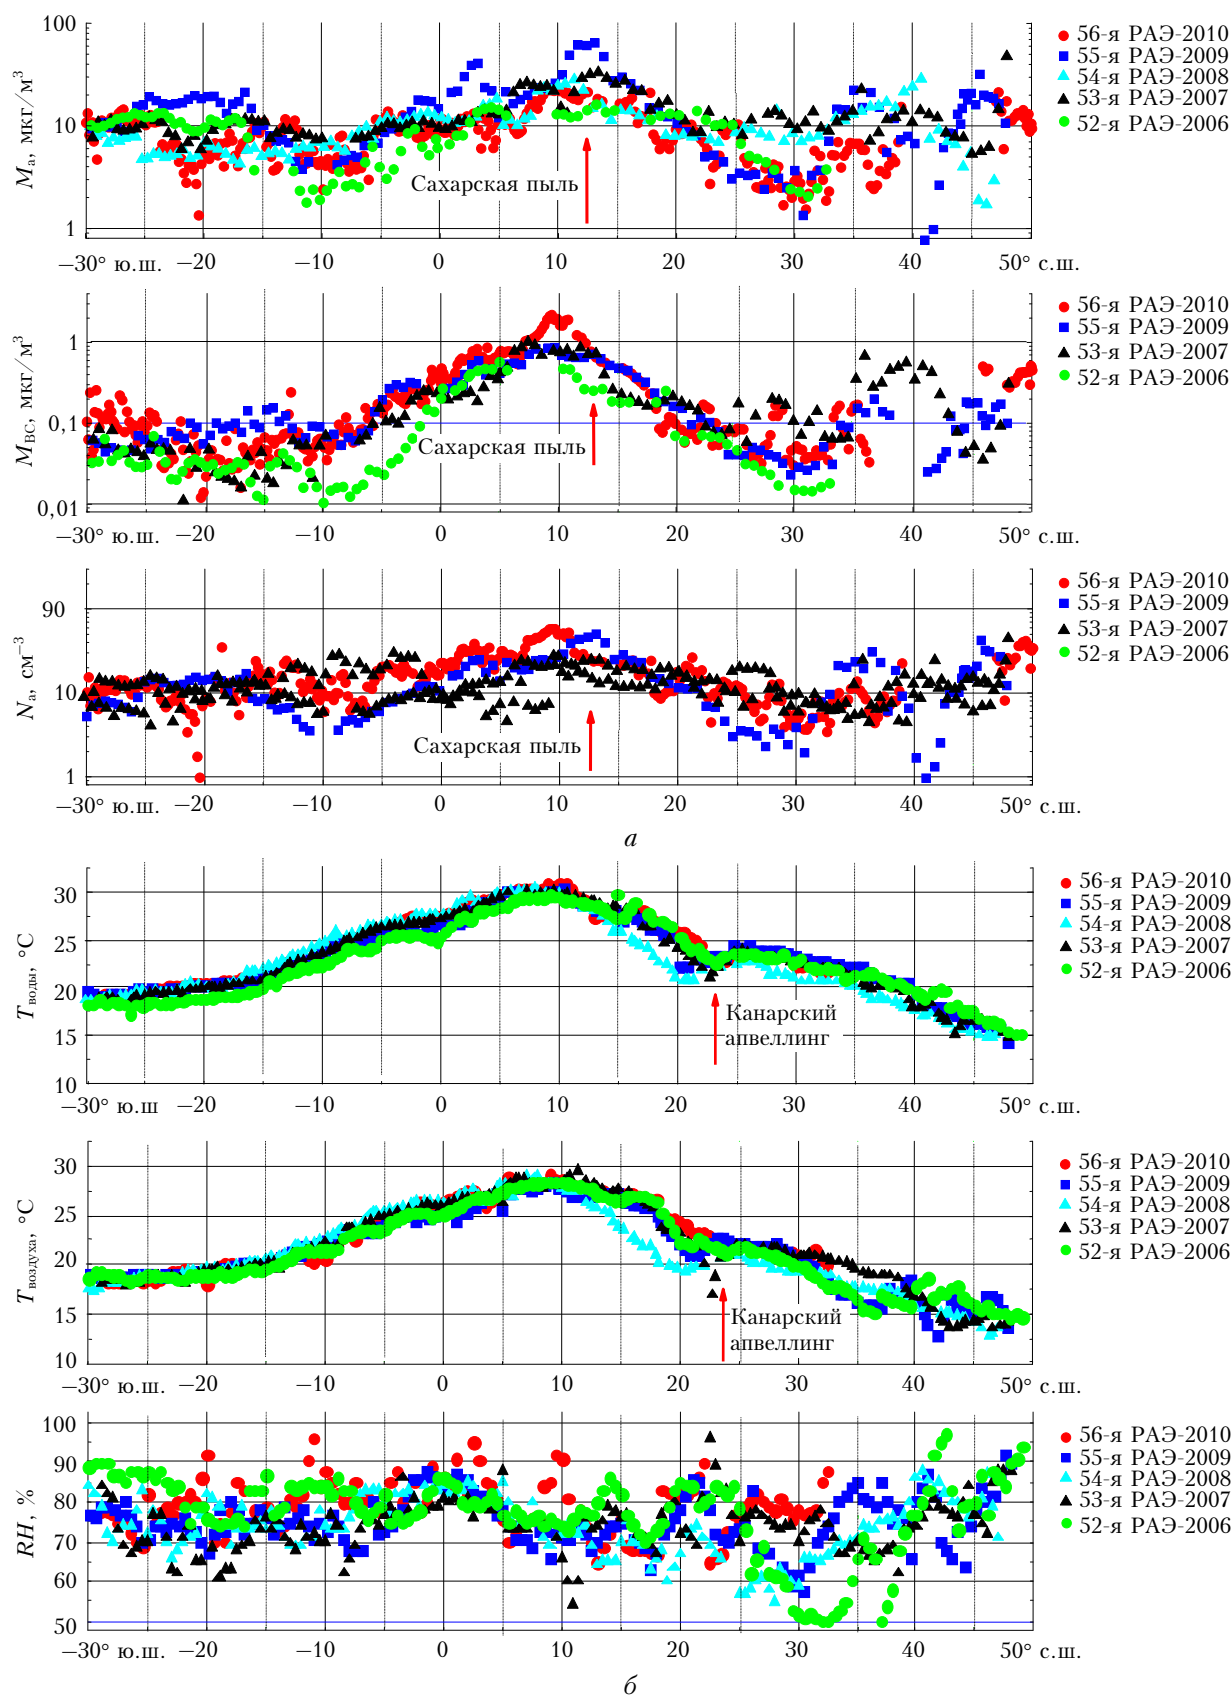 100
10
1
M_a, мкг/м³
Сахарская пыль
56-я РАЭ-2010
55-я РАЭ-2009
54-я РАЭ-2008
53-я РАЭ-2007
52-я РАЭ-2006
−30° ю.ш. −20 −10 0 10 20 30 40 50° с.ш.
1
0,1
0,01
M_BC, мкг/м³
Сахарская пыль
56-я РАЭ-2010
55-я РАЭ-2009
53-я РАЭ-2007
52-я РАЭ-2006
−30° ю.ш. −20 −10 0 10 20 30 40 50° с.ш.
90
10
1
N_a, см⁻³
Сахарская пыль
56-я РАЭ-2010
55-я РАЭ-2009
53-я РАЭ-2007
52-я РАЭ-2006
−30° ю.ш. −20 −10 0 10 20 30 40 50° с.ш.
а
30
25
20
15
10
T_воды, °C
Канарский
апвеллинг
56-я РАЭ-2010
55-я РАЭ-2009
54-я РАЭ-2008
53-я РАЭ-2007
52-я РАЭ-2006
−30° ю.ш −20 −10 0 10 20 30 40 50° с.ш.
30
25
20
15
10
T_воздуха, °C
Канарский
апвеллинг
56-я РАЭ-2010
55-я РАЭ-2009
54-я РАЭ-2008
53-я РАЭ-2007
52-я РАЭ-2006
−30° ю.ш. −20 −10 0 10 20 30 40 50° с.ш.
100
90
80
70
60
50
RH, %
56-я РАЭ-2010
55-я РАЭ-2009
54-я РАЭ-2008
53-я РАЭ-2007
52-я РАЭ-2006
−30° ю.ш. −20 −10 0 10 20 30 40 50° с.ш.
б